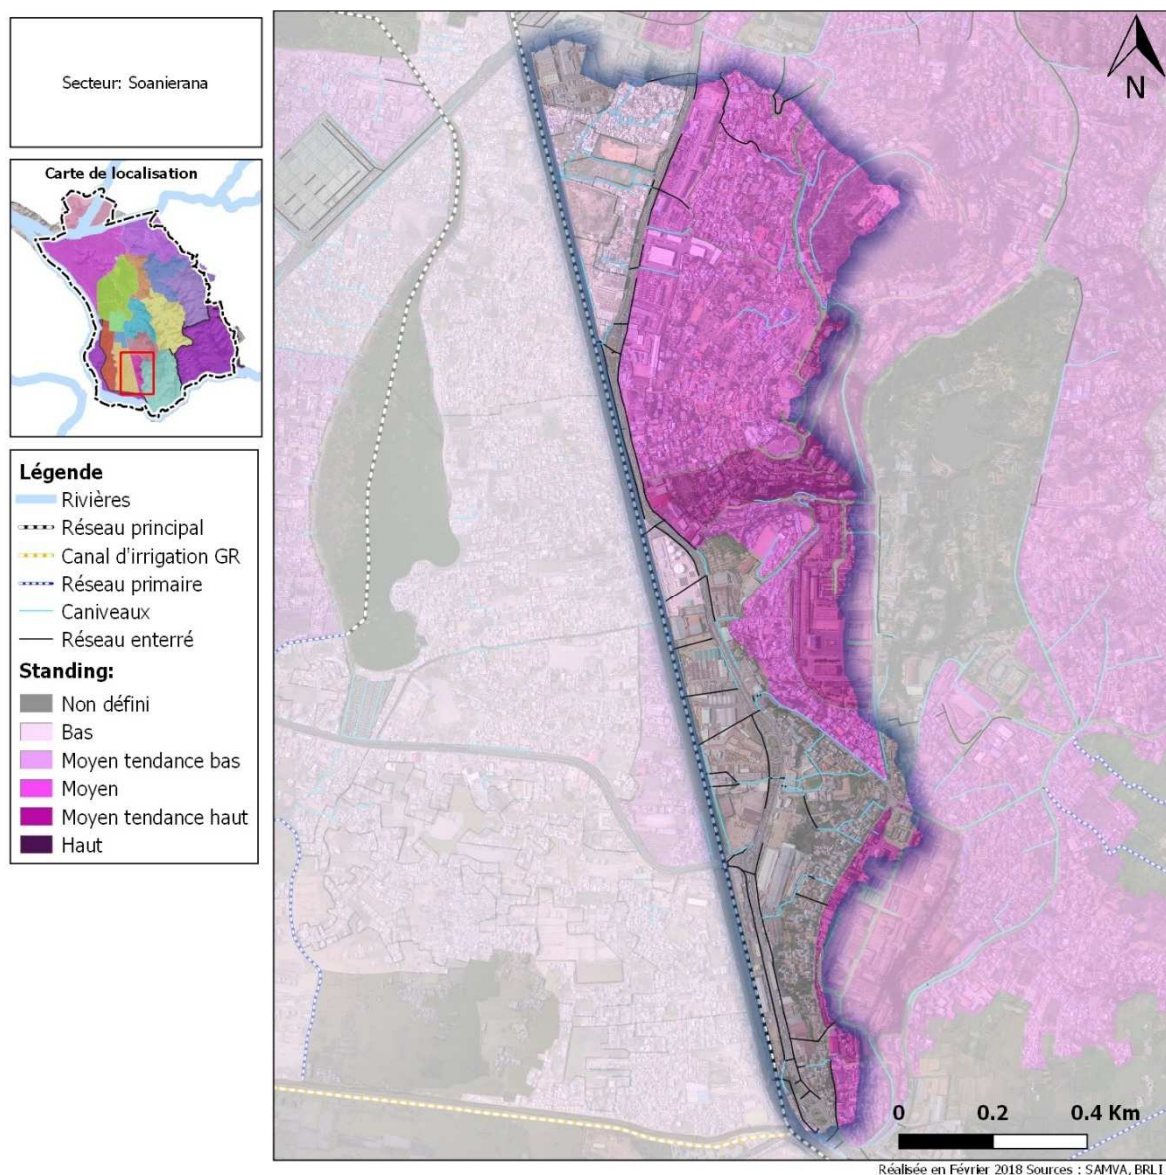 Secteur: Soanierana
Carte de localisation
Légende
Rivières
Réseau principal
Canal d'irrigation GR
Réseau primaire
Caniveaux
Réseau enterré
Standing:
Non défini
Bas
Moyen tendance bas
Moyen
Moyen tendance haut
Haut
N
0 0.2 0.4 Km
Réalisée en Février 2018 Sources : SAMVA, BRLI